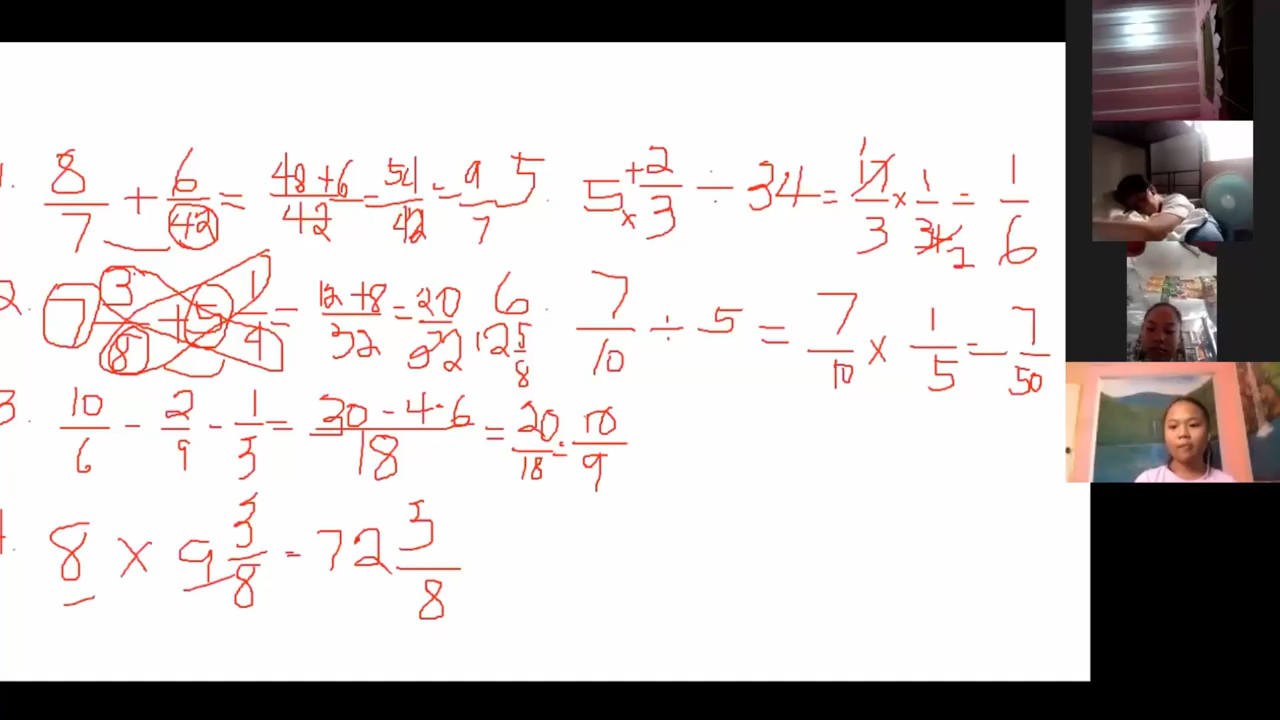 1. 8/7 + 6/42 = 48+6/42 = 54/42 = 9/7
2. 7 3/8 + 5 1/4 = 12+8/32 = 20/32 12 5/8
3. 10/6 - 2/9 - 1/3 = 30-4-6/18 = 20/18 = 10/9
4. 8 × 9 3/8 = 72 3/8
5. 5 2/3 ÷ 34 = 17/3 × 1/34 = 1/6
6. 7/10 ÷ 5 = 7/10 × 1/5 = 7/50